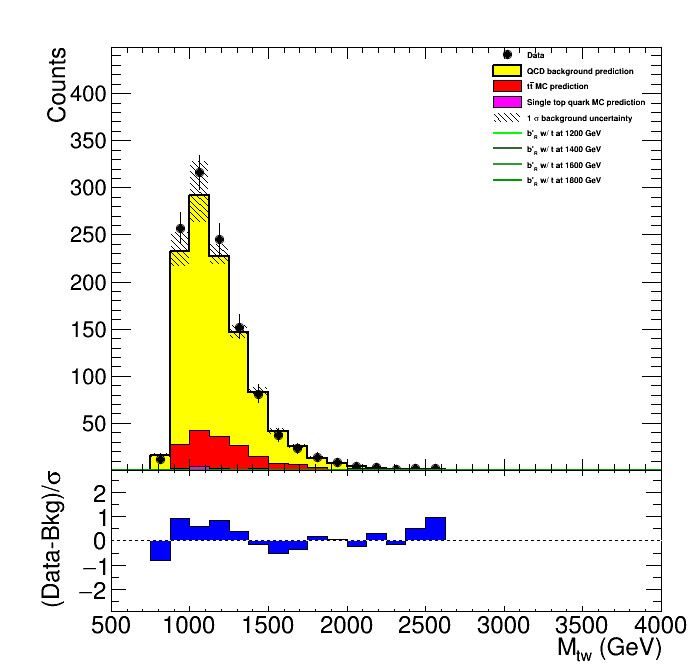 Counts
400
350
300
250
200
150
100
50
Data
QCD background prediction
tt̄ MC prediction
Single top quark MC prediction
1 σ background uncertainty
b'R w/ t at 1200 GeV
b'R w/ t at 1400 GeV
b'R w/ t at 1600 GeV
b'R w/ t at 1800 GeV
(Data-Bkg)/σ
2
1
0
−1
−2
500 1000 1500 2000 2500 3000 3500 4000
Mtw (GeV)